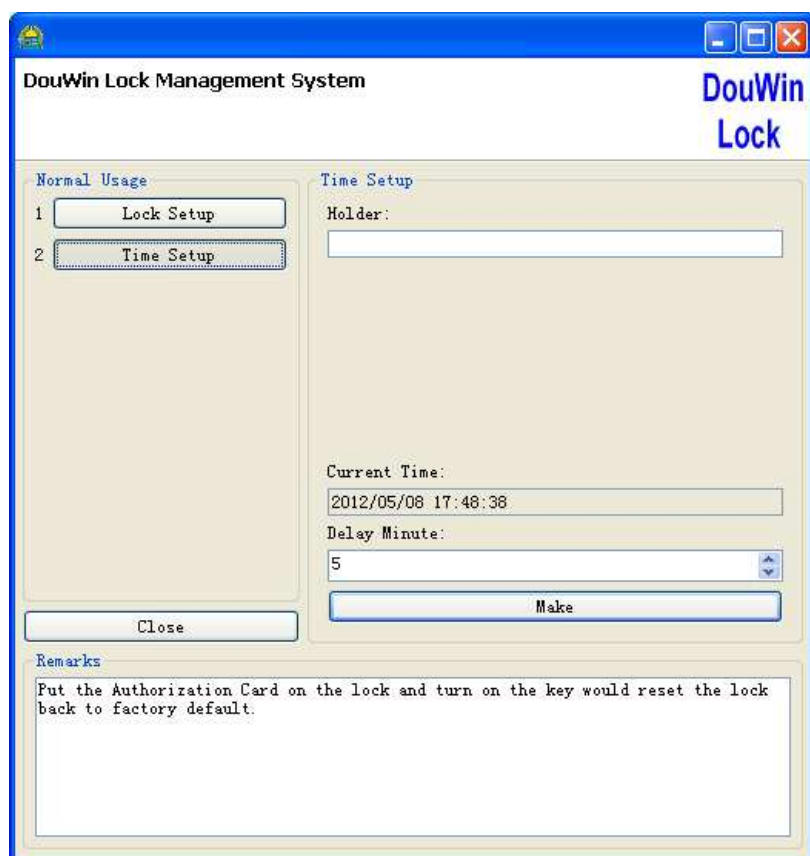 DouWin Lock Management System
DouWin
Lock
Normal Usage
1 Lock Setup
2 Time Setup
Close
Time Setup
Holder:
Current Time:
2012/05/08 17:48:38
Delay Minute:
5
Make
Remarks
Put the Authorization Card on the lock and turn on the key would reset the lock
back to factory default.